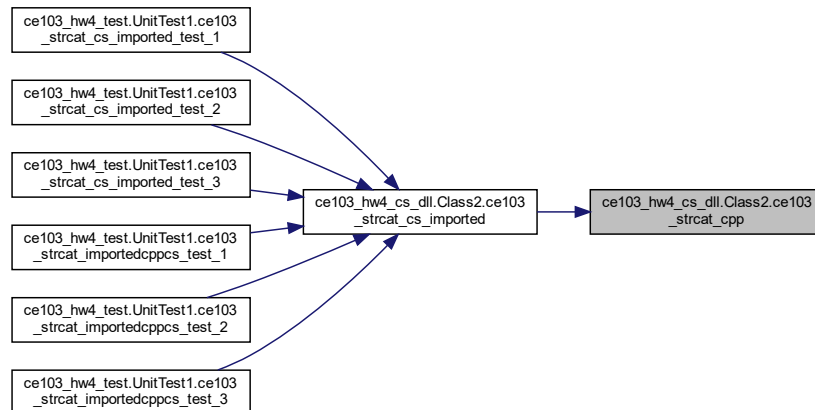 ce103_hw4_test.UnitTest1.ce103
_strcat_cs_imported_test_1
ce103_hw4_test.UnitTest1.ce103
_strcat_cs_imported_test_2
ce103_hw4_test.UnitTest1.ce103
_strcat_cs_imported_test_3
ce103_hw4_test.UnitTest1.ce103
_strcat_importedcppcs_test_1
ce103_hw4_test.UnitTest1.ce103
_strcat_importedcppcs_test_2
ce103_hw4_test.UnitTest1.ce103
_strcat_importedcppcs_test_3
ce103_hw4_cs_dll.Class2.ce103
_strcat_cs_imported
ce103_hw4_cs_dll.Class2.ce103
_strcat_cpp